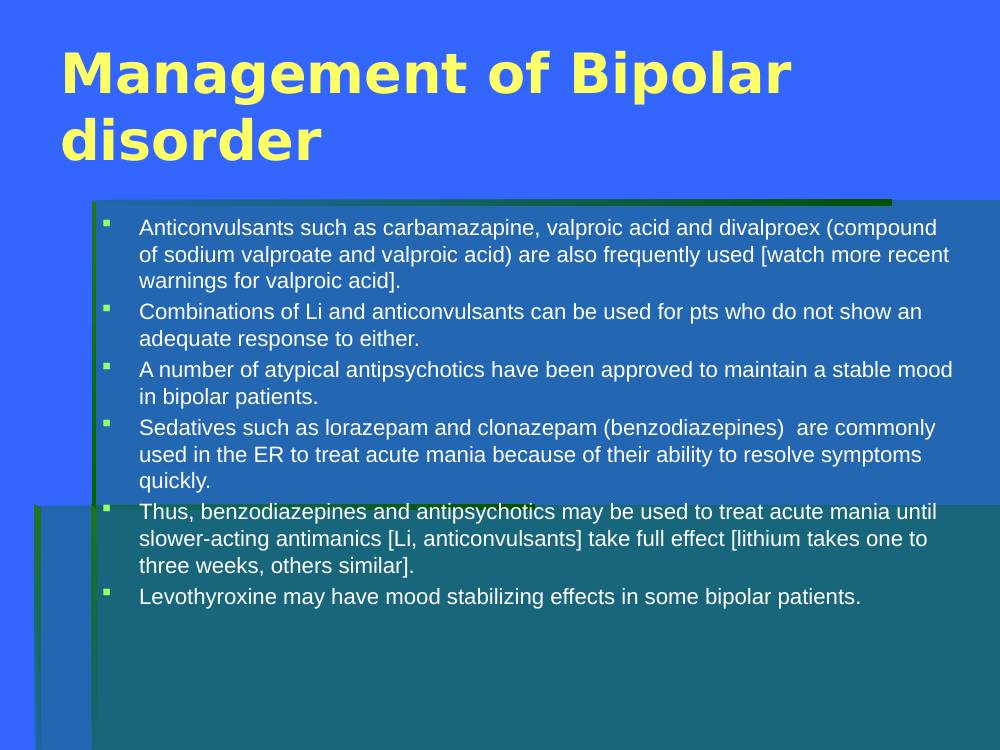 Management of Bipolar
disorder
▪ Anticonvulsants such as carbamazapine, valproic acid and divalproex (compound
of sodium valproate and valproic acid) are also frequently used [watch more recent
warnings for valproic acid].
▪ Combinations of Li and anticonvulsants can be used for pts who do not show an
adequate response to either.
▪ A number of atypical antipsychotics have been approved to maintain a stable mood
in bipolar patients.
▪ Sedatives such as lorazepam and clonazepam (benzodiazepines)  are commonly
used in the ER to treat acute mania because of their ability to resolve symptoms
quickly.
▪ Thus, benzodiazepines and antipsychotics may be used to treat acute mania until
slower-acting antimanics [Li, anticonvulsants] take full effect [lithium takes one to
three weeks, others similar].
▪ Levothyroxine may have mood stabilizing effects in some bipolar patients.